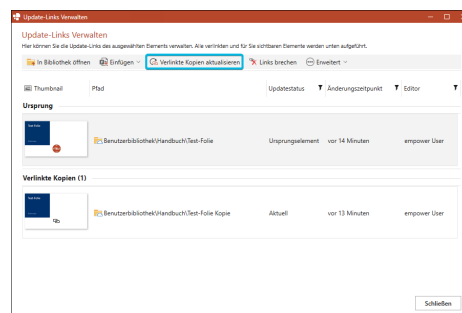 Update-Links Verwalten
Update-Links Verwalten
Hier können Sie die Update-Links des ausgewählten Elements verwalten. Alle verlinkten und für Sie sichtbaren Elemente werden unten aufgeführt.
In Bibliothek öffnen Einfügen Verlinkte Kopien aktualisieren Links brechen Erweitert
Thumbnail Pfad Updatestatus Änderungszeitpunkt Editor
Ursprung
Test-Folie
Benutzerbibliothek\Handbuch\Test-Folie Ursprungselement vor 14 Minuten empower User
Verlinkte Kopien (1)
Test-Folie
Benutzerbibliothek\Handbuch\Test-Folie Kopie Aktuell vor 13 Minuten empower User
Schließen